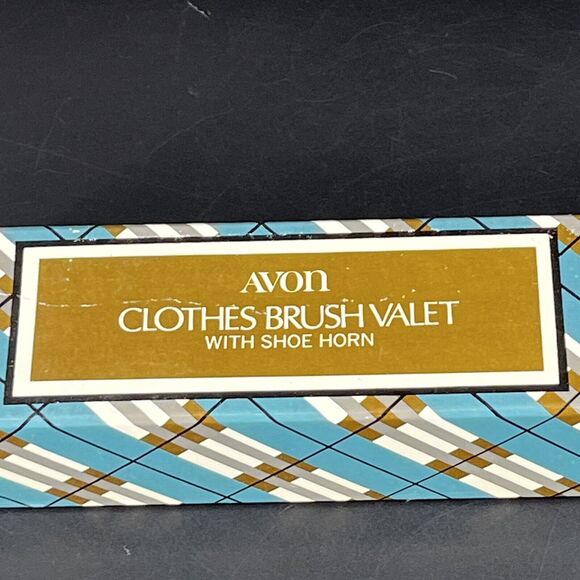 AVON
CLOTHES BRUSH VALET
WITH SHOE HORN